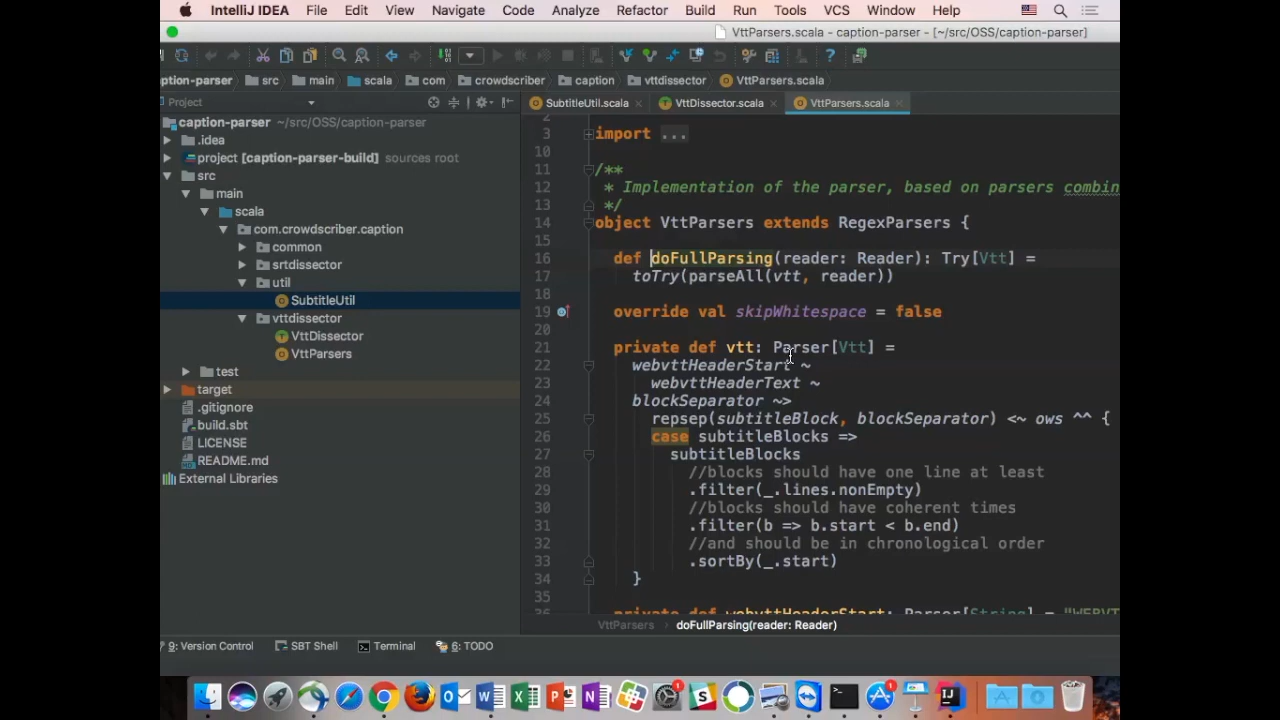 IntelliJ IDEA File Edit View Navigate Code Analyze Refactor Build Run Tools VCS Window Help
VttParsers.scala - caption-parser - [~/src/OSS/caption-parser]
ption-parser src main scala com crowdscriber caption vttdissector VttParsers.scala
Project
SubtitleUtil.scala VttDissector.scala VttParsers.scala
caption-parser ~/src/OSS/caption-parser
.idea
project [caption-parser-build] sources root
src
main
scala
com.crowdscriber.caption
common
srtdissector
util
SubtitleUtil
vttdissector
VttDissector
VttParsers
test
target
.gitignore
build.sbt
LICENSE
README.md
External Libraries
2
3 import ...
10
11 /**
12 * Implementation of the parser, based on parsers combin
13 */
14 object VttParsers extends RegexParsers {
15
16 def doFullParsing(reader: Reader): Try[Vtt] =
17 toTry(parseAll(vtt, reader))
18
19 override val skipWhitespace = false
20
21 private def vtt: Parser[Vtt] =
22 webvttHeaderStart ~
23 webvttHeaderText ~
24 blockSeparator ~>
25 repsep(subtitleBlock, blockSeparator) <~ ows ^^ {
26 case subtitleBlocks =>
27 subtitleBlocks
28 //blocks should have one line at least
29 .filter(_.lines.nonEmpty)
30 //blocks should have coherent times
31 .filter(b => b.start < b.end)
32 //and should be in chronological order
33 .sortBy(_.start)
34 }
35
36 private def webvttHeaderStart: Parser[String] = "WEBVT
VttParsers doFullParsing(reader: Reader)
9: Version Control SBT Shell Terminal 6: TODO